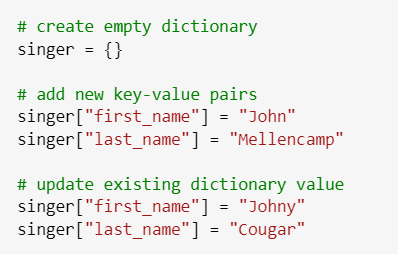 # create empty dictionary
singer = {}
# add new key-value pairs
singer["first_name"] = "John"
singer["last_name"] = "Mellencamp"
# update existing dictionary value
singer["first_name"] = "Johny"
singer["last_name"] = "Cougar"